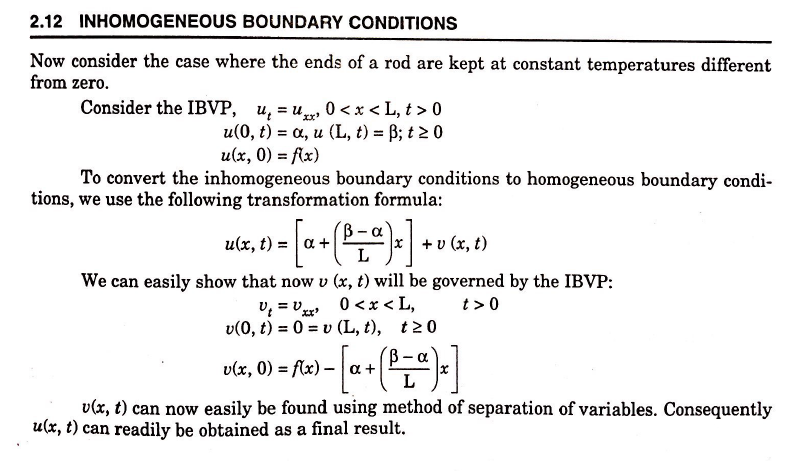 2.12 INHOMOGENEOUS BOUNDARY CONDITIONS
Now consider the case where the ends of a rod are kept at constant temperatures different
from zero.
Consider the IBVP, uₜ = uₓₓ, 0 < x < L, t > 0
u(0, t) = α, u (L, t) = β; t ≥ 0
u(x, 0) = f(x)
To convert the inhomogeneous boundary conditions to homogeneous boundary condi-
tions, we use the following transformation formula:
u(x, t) = [α + ((β – α)/L) x] + υ (x, t)
We can easily show that now υ (x, t) will be governed by the IBVP:
υₜ = υₓₓ, 0 < x < L, t > 0
υ(0, t) = 0 = υ (L, t), t ≥ 0
υ(x, 0) = f(x) – [α + ((β – α)/L) x]
υ(x, t) can now easily be found using method of separation of variables. Consequently
u(x, t) can readily be obtained as a final result.